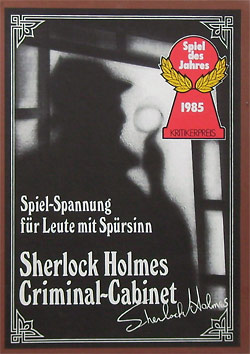 Spiel
des
Jahres
1985
KRITIKERPREIS
Spiel-Spannung
für Leute mit Spürsinn
Sherlock Holmes
Criminal-Cabinet
Sherlock Holmes